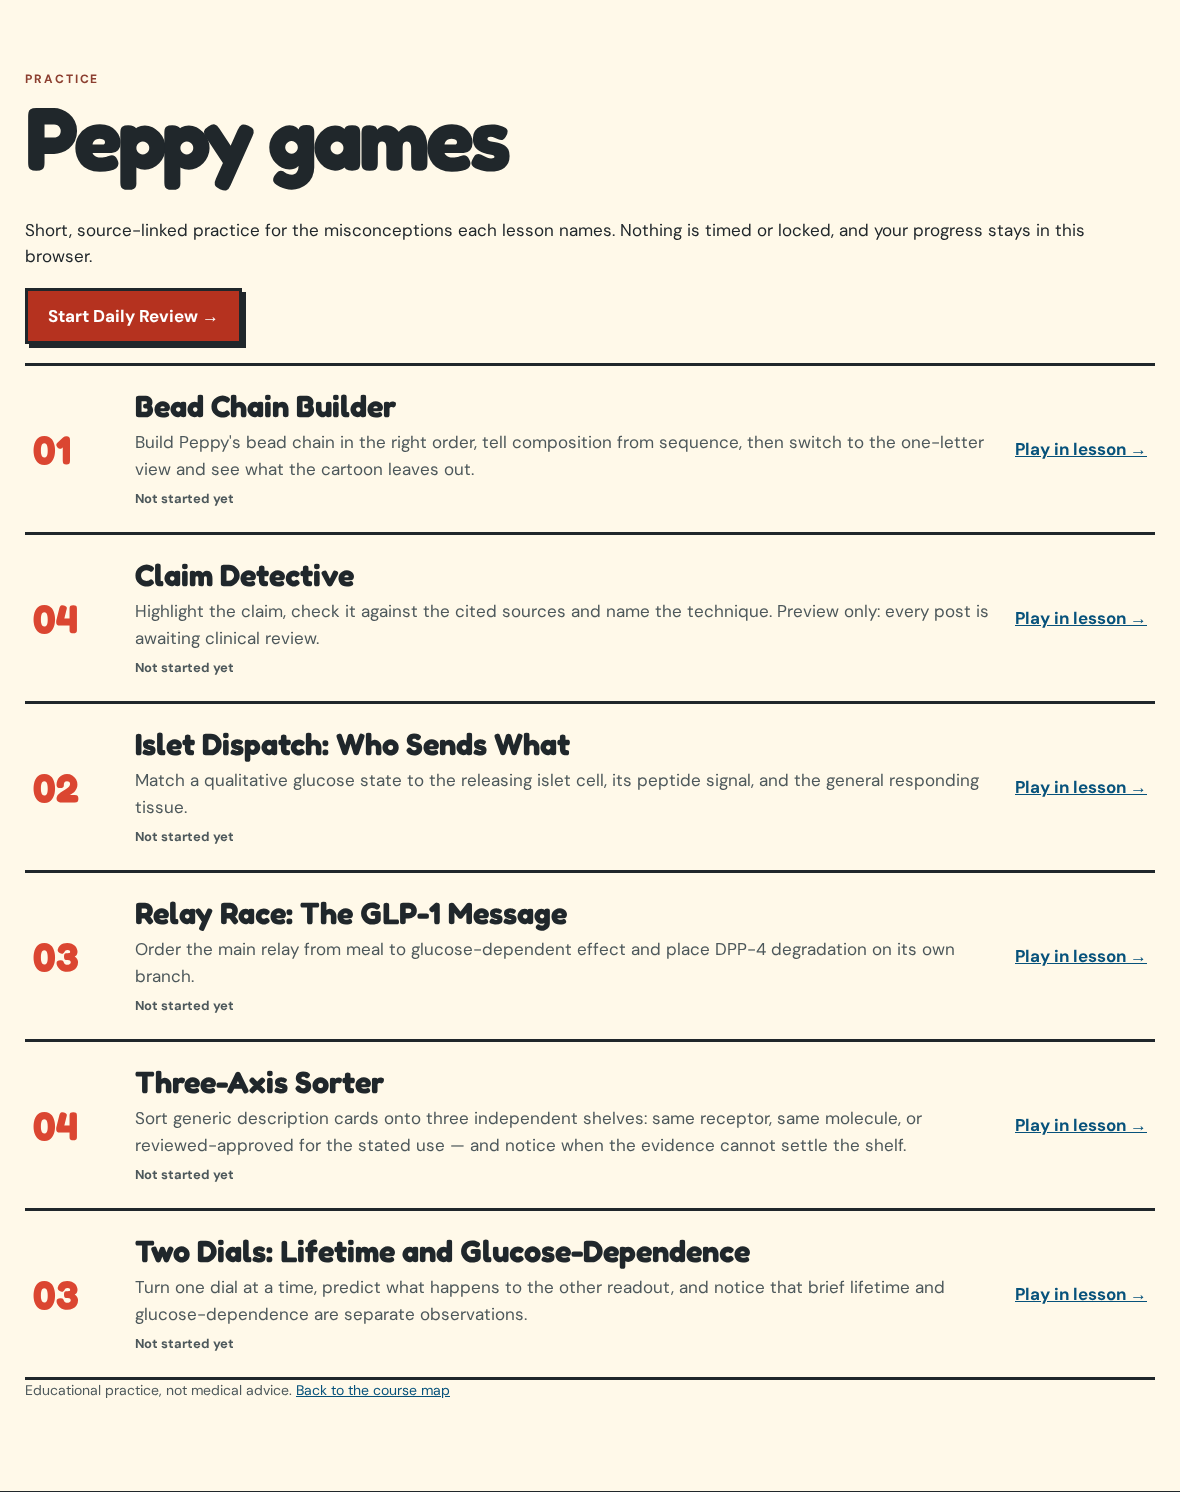 PRACTICE
Peppy games
Short, source-linked practice for the misconceptions each lesson names. Nothing is timed or locked, and your progress stays in this
browser.
Start Daily Review →
Bead Chain Builder
01
Build Peppy's bead chain in the right order, tell composition from sequence, then switch to the one-letter
view and see what the cartoon leaves out.
Play in lesson →
Not started yet
Claim Detective
04
Highlight the claim, check it against the cited sources and name the technique. Preview only: every post is
awaiting clinical review.
Play in lesson →
Not started yet
Islet Dispatch: Who Sends What
02
Match a qualitative glucose state to the releasing islet cell, its peptide signal, and the general responding
tissue.
Play in lesson →
Not started yet
Relay Race: The GLP-1 Message
03
Order the main relay from meal to glucose-dependent effect and place DPP-4 degradation on its own
branch.
Play in lesson →
Not started yet
Three-Axis Sorter
04
Sort generic description cards onto three independent shelves: same receptor, same molecule, or
reviewed-approved for the stated use — and notice when the evidence cannot settle the shelf.
Play in lesson →
Not started yet
Two Dials: Lifetime and Glucose-Dependence
03
Turn one dial at a time, predict what happens to the other readout, and notice that brief lifetime and
glucose-dependence are separate observations.
Play in lesson →
Not started yet
Educational practice, not medical advice. Back to the course map